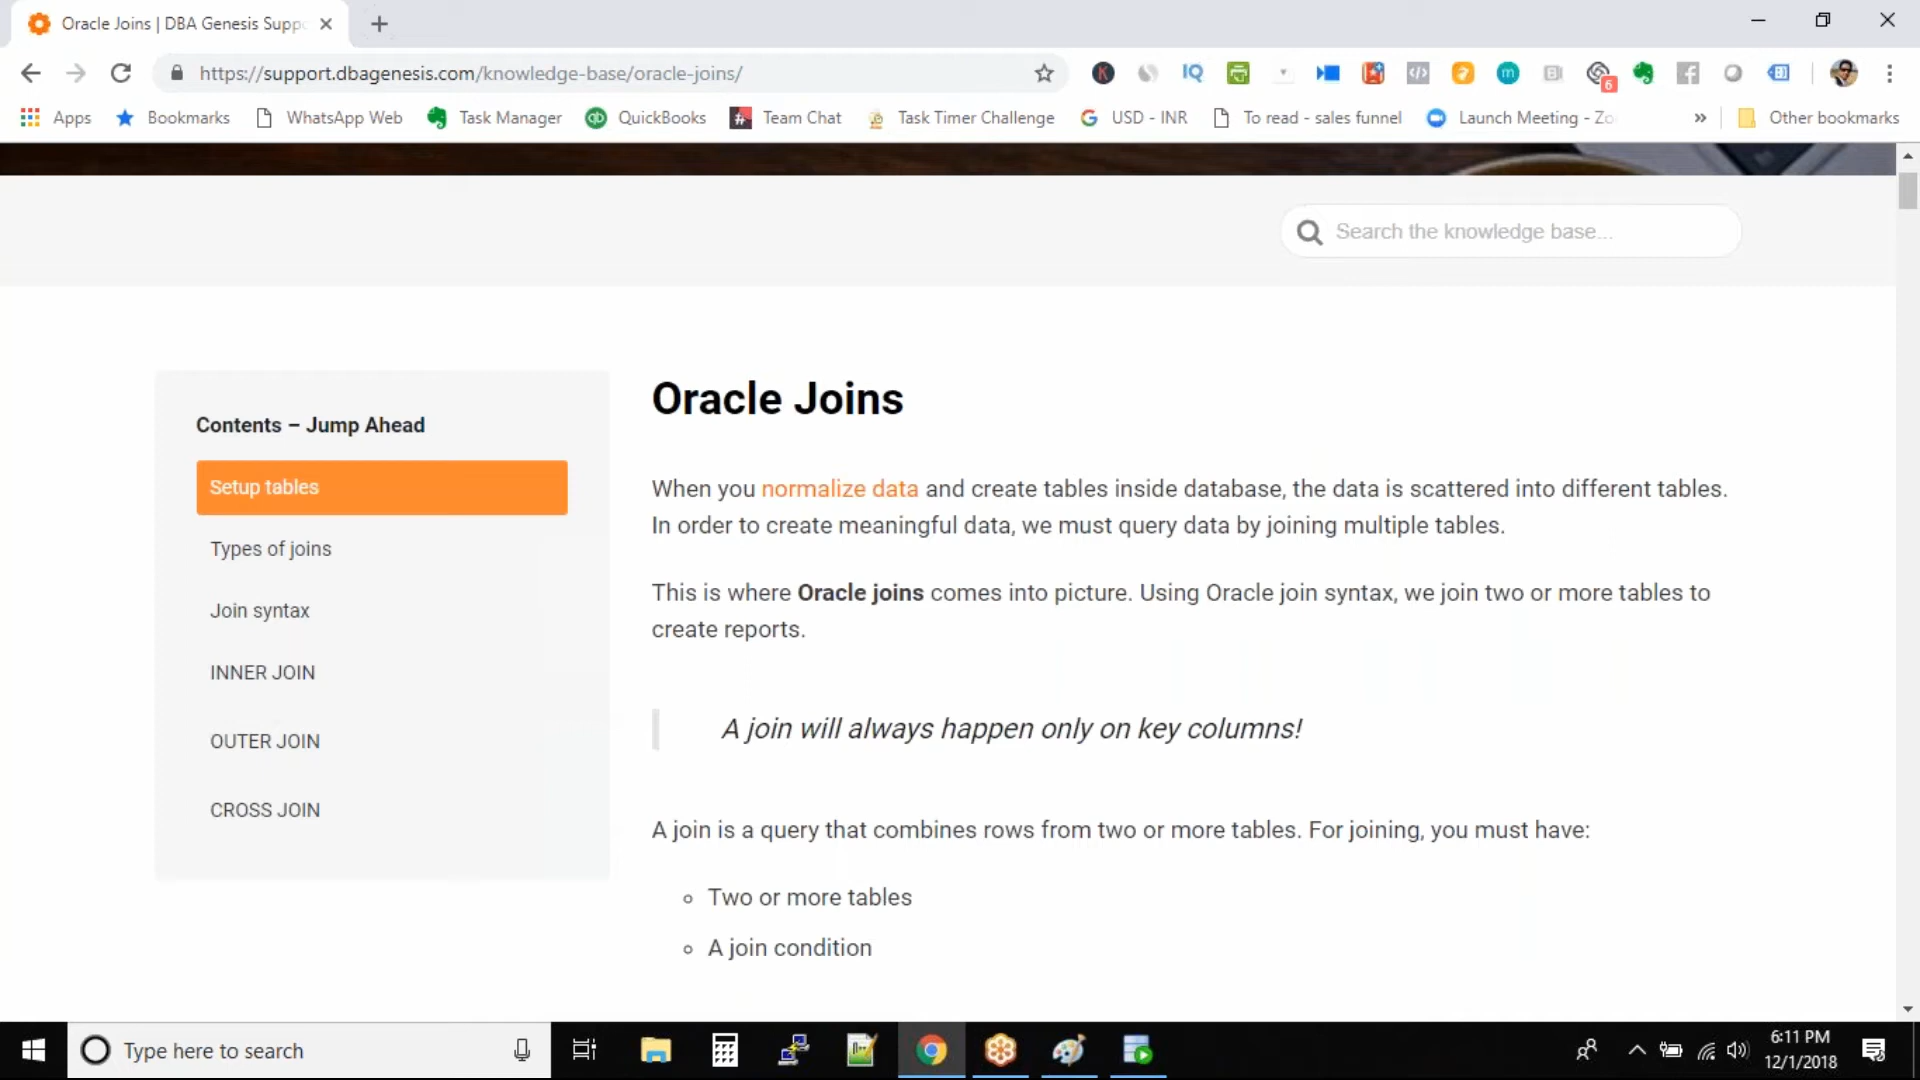 Oracle Joins | DBA Genesis Suppo
https://support.dbagenesis.com/knowledge-base/oracle-joins/
IQ
6
Apps
Bookmarks
WhatsApp Web
Task Manager
QuickBooks
Team Chat
Task Timer Challenge
USD - INR
To read - sales funnel
Launch Meeting - Zo
Other bookmarks
Search the knowledge base...
Contents – Jump Ahead
Setup tables
Types of joins
Join syntax
INNER JOIN
OUTER JOIN
CROSS JOIN
Oracle Joins
When you normalize data and create tables inside database, the data is scattered into different tables.
In order to create meaningful data, we must query data by joining multiple tables.
This is where Oracle joins comes into picture. Using Oracle join syntax, we join two or more tables to
create reports.
A join will always happen only on key columns!
A join is a query that combines rows from two or more tables. For joining, you must have:
Two or more tables
A join condition
Type here to search
6:11 PM
12/1/2018